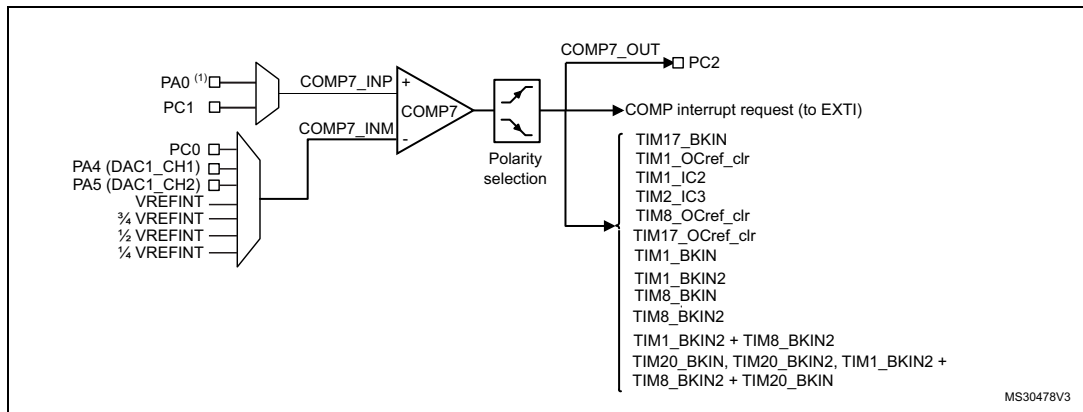 COMP7_OUT
PC2
PA0 (1)
COMP7_INP
+
PC1
COMP7
COMP interrupt request (to EXTI)
COMP7_INM
-
Polarity
selection
PC0
PA4 (DAC1_CH1)
PA5 (DAC1_CH2)
VREFINT
¾ VREFINT
½ VREFINT
¼ VREFINT
TIM17_BKIN
TIM1_OCref_clr
TIM1_IC2
TIM2_IC3
TIM8_OCref_clr
TIM17_OCref_clr
TIM1_BKIN
TIM1_BKIN2
TIM8_BKIN
TIM8_BKIN2
TIM1_BKIN2 + TIM8_BKIN2
TIM20_BKIN, TIM20_BKIN2, TIM1_BKIN2 +
TIM8_BKIN2 + TIM20_BKIN
MS30478V3